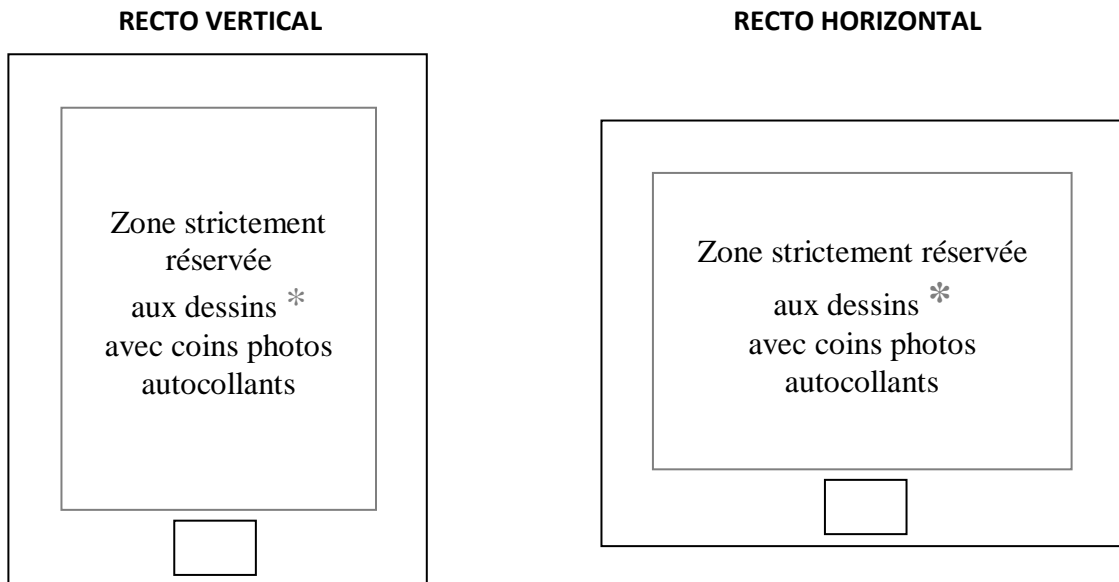 RECTO VERTICAL
RECTO HORIZONTAL
Zone strictement
réservée
aux dessins *
avec coins photos
autocollants
Zone strictement réservée
aux dessins *
avec coins photos
autocollants